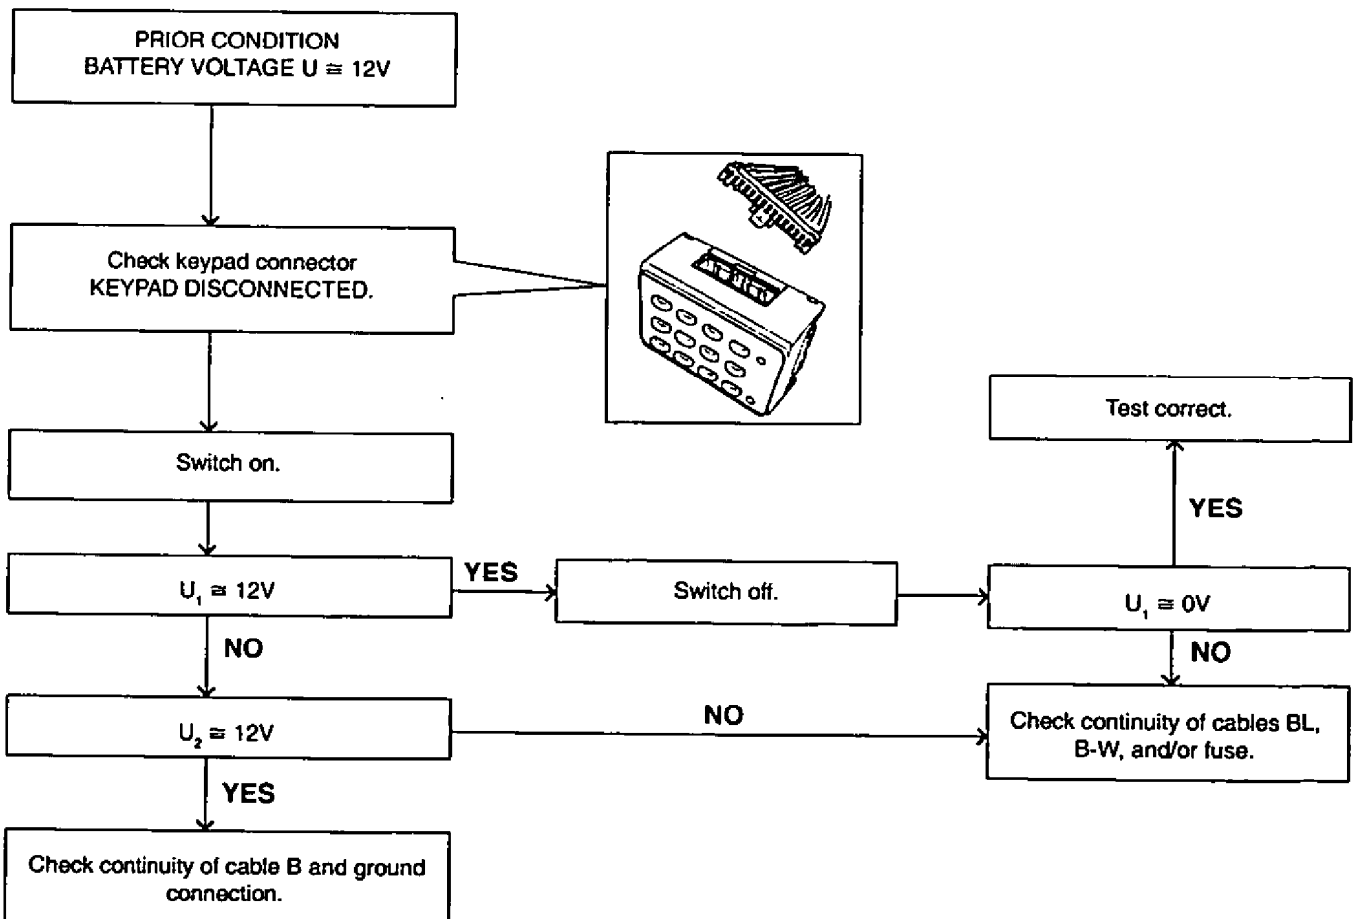 PRIOR CONDITION
BATTERY VOLTAGE U ≅ 12V
Check keypad connector
KEYPAD DISCONNECTED.
Switch on.
U₁ ≅ 12V
YES
Switch off.
U₁ ≅ 0V
YES
Test correct.
NO
NO
U₂ ≅ 12V
NO
Check continuity of cables BL,
B-W, and/or fuse.
YES
Check continuity of cable B and ground
connection.